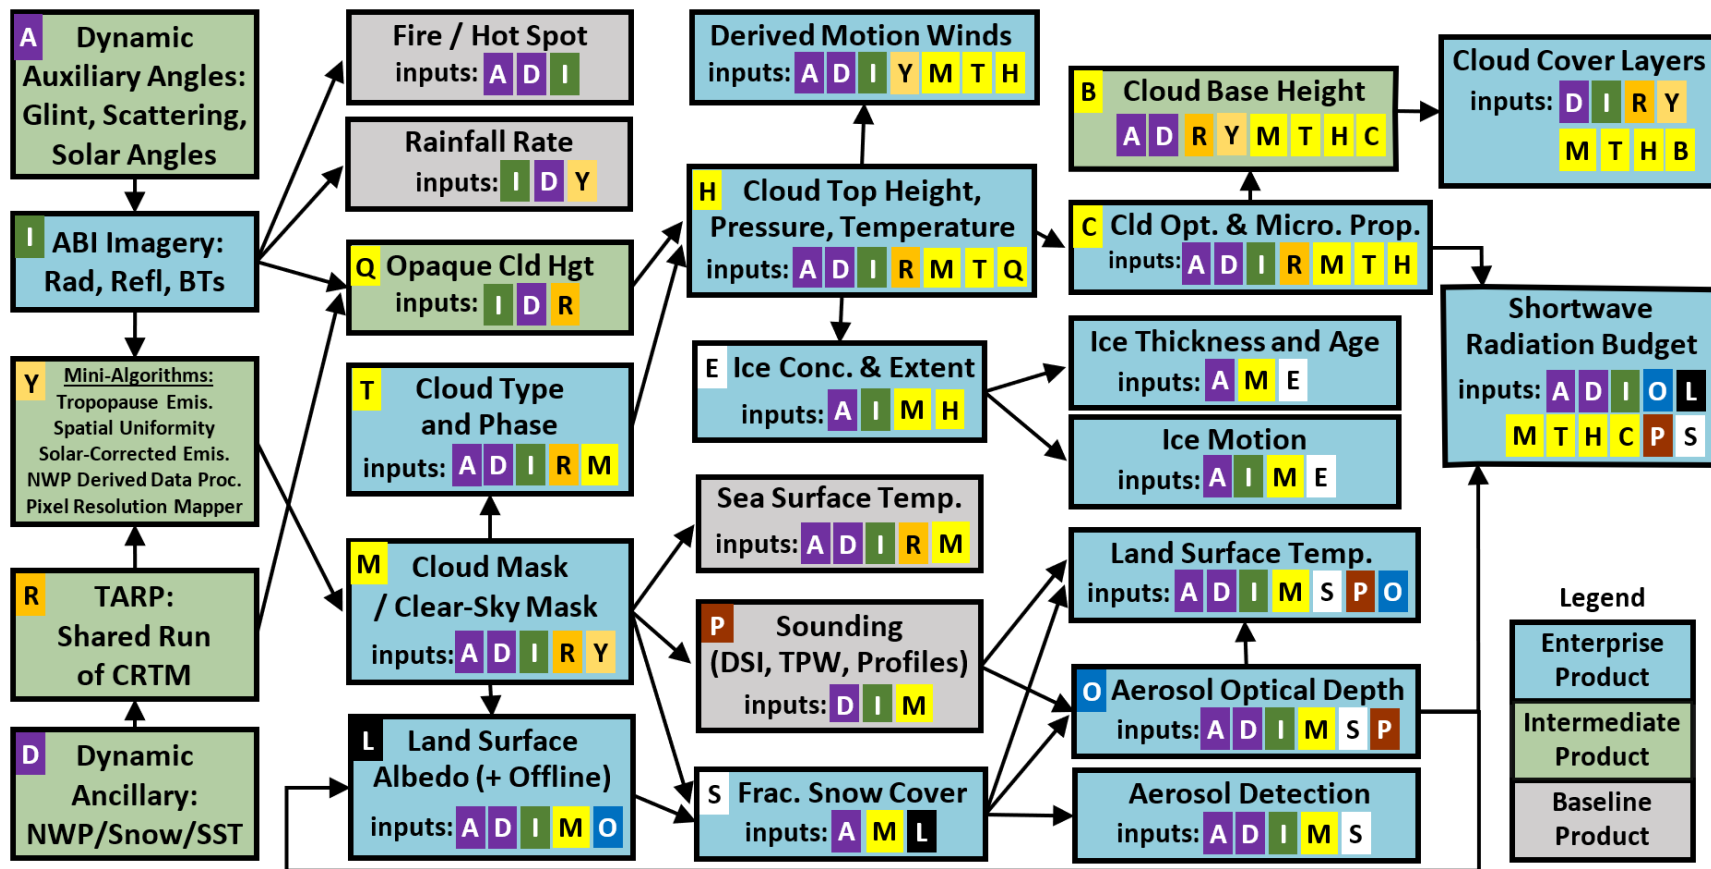 A Dynamic
Auxiliary Angles:
Glint, Scattering,
Solar Angles
I ABI Imagery:
Rad, Refl, BTs
Y Mini-Algorithms:
Tropopause Emis.
Spatial Uniformity
Solar-Corrected Emis.
NWP Derived Data Proc.
Pixel Resolution Mapper
R TARP:
Shared Run
of CRTM
D Dynamic
Ancillary:
NWP/Snow/SST
Fire / Hot Spot
inputs: A D I
Rainfall Rate
inputs: I D Y
Q Opaque Cld Hgt
inputs: I D R
T Cloud Type
and Phase
inputs: A D I R M
M Cloud Mask
/ Clear-Sky Mask
inputs: A D I R Y
L Land Surface
Albedo (+ Offline)
inputs: A D I M O
Derived Motion Winds
inputs: A D I Y M T H
H Cloud Top Height,
Pressure, Temperature
inputs: A D I R M T Q
E Ice Conc. & Extent
inputs: A I M H
Sea Surface Temp.
inputs: A D I R M
P Sounding
(DSI, TPW, Profiles)
inputs: D I M
S Frac. Snow Cover
inputs: A M L
B Cloud Base Height
A D R Y M T H C
C Cld Opt. & Micro. Prop.
inputs: A D I R M T H
Ice Thickness and Age
inputs: A M E
Ice Motion
inputs: A I M E
Land Surface Temp.
inputs: A D I M S P O
O Aerosol Optical Depth
inputs: A D I M S P
Aerosol Detection
inputs: A D I M S
Cloud Cover Layers
inputs: D I R Y
M T H B
Shortwave
Radiation Budget
inputs: A D I O L
M T H C P S
Legend
Enterprise
Product
Intermediate
Product
Baseline
Product